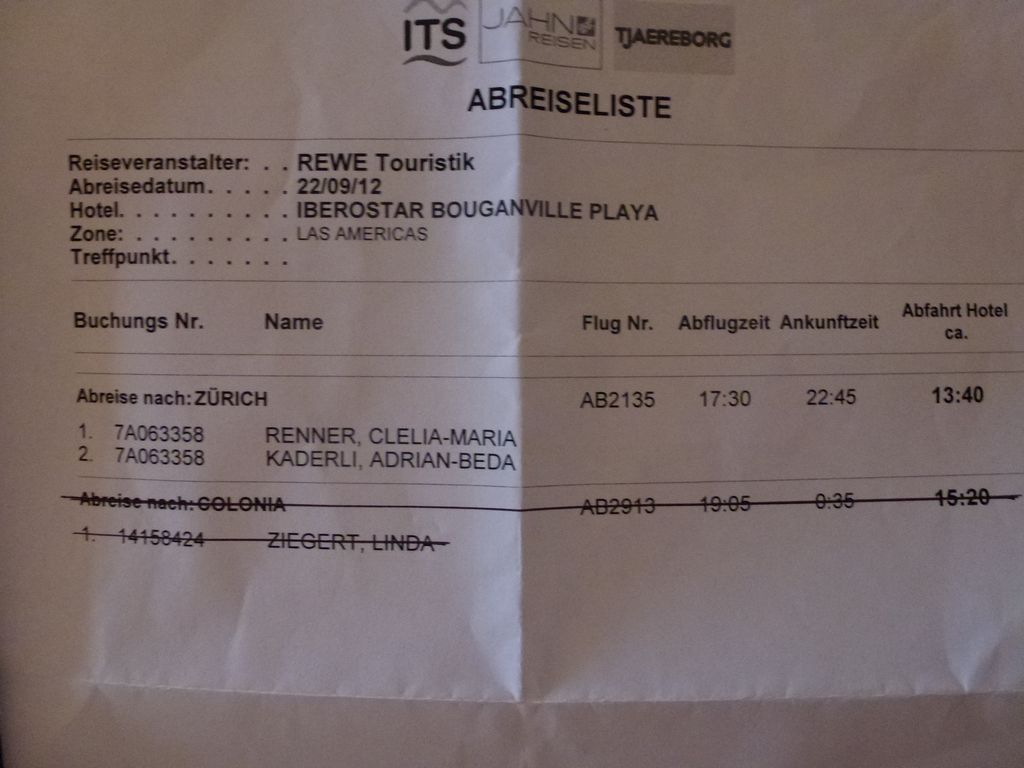 ITS JAHN REISEN TJAEREBORG
ABREISELISTE
Reiseveranstalter: . . REWE Touristik
Abreisedatum. . . . . 22/09/12
Hotel. . . . . . . . . . IBEROSTAR BOUGANVILLE PLAYA
Zone: . . . . . . . . . LAS AMERICAS
Treffpunkt. . . . . . .
Buchungs Nr. Name Flug Nr. Abflugzeit Ankunftzeit Abfahrt Hotel ca.
Abreise nach: ZÜRICH AB2135 17:30 22:45 13:40
1. 7A063358 RENNER, CLELIA-MARIA
2. 7A063358 KADERLI, ADRIAN-BEDA
Abreise nach: COLONIA AB2913 19:05 0:35 15:20
1. 14158424 ZIEGERT, LINDA